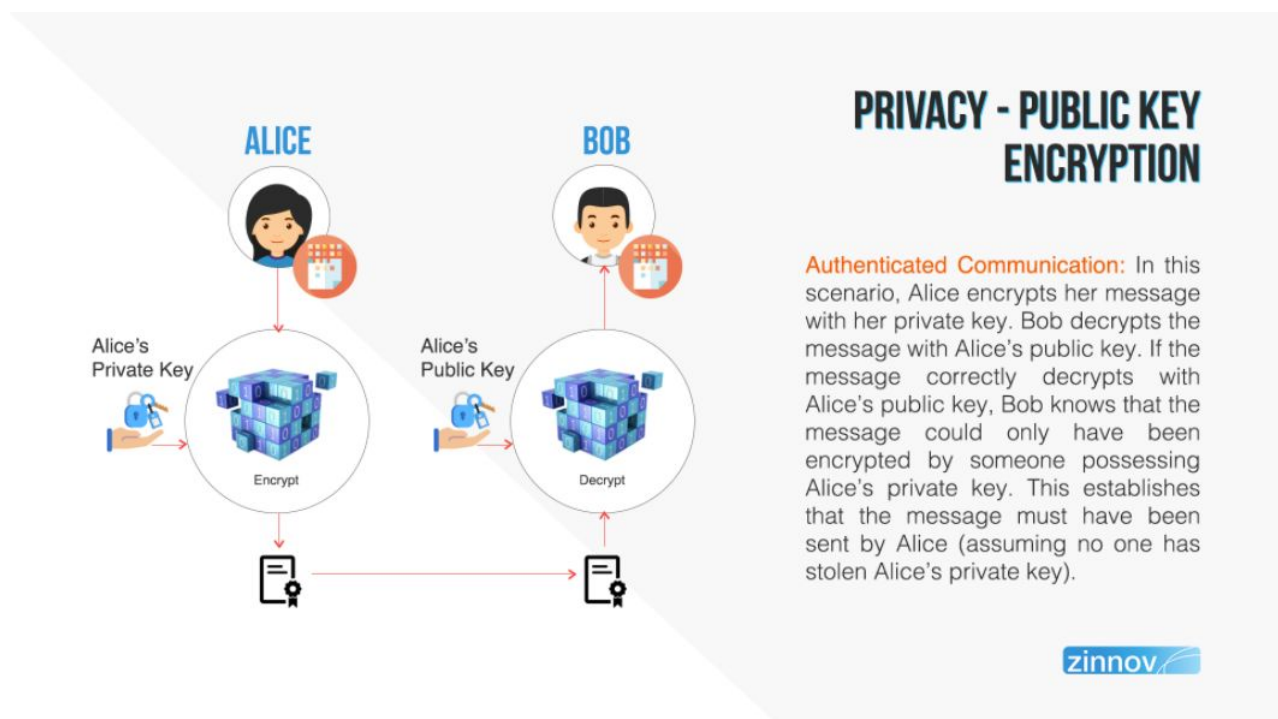 PRIVACY - PUBLIC KEY
ENCRYPTION
ALICE
BOB
Alice's
Private Key
Encrypt
Alice's
Public Key
Decrypt
Authenticated Communication: In this
scenario, Alice encrypts her message
with her private key. Bob decrypts the
message with Alice's public key. If the
message correctly decrypts with
Alice's public key, Bob knows that the
message could only have been
encrypted by someone possessing
Alice's private key. This establishes
that the message must have been
sent by Alice (assuming no one has
stolen Alice's private key).
zinnov